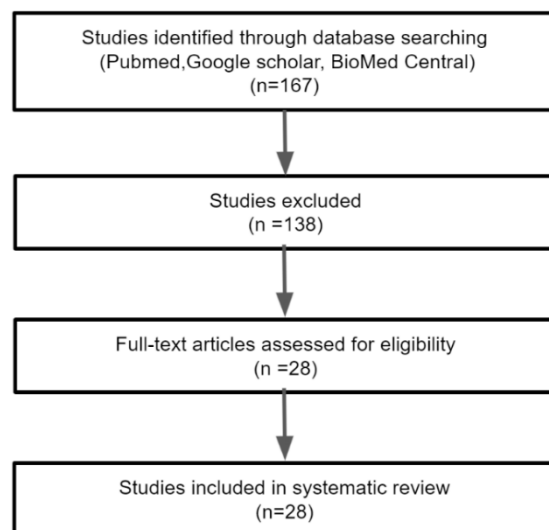 Studies identified through database searching
(Pubmed,Google scholar, BioMed Central)
(n=167)
Studies excluded
(n =138)
Full-text articles assessed for eligibility
(n =28)
Studies included in systematic review
(n=28)